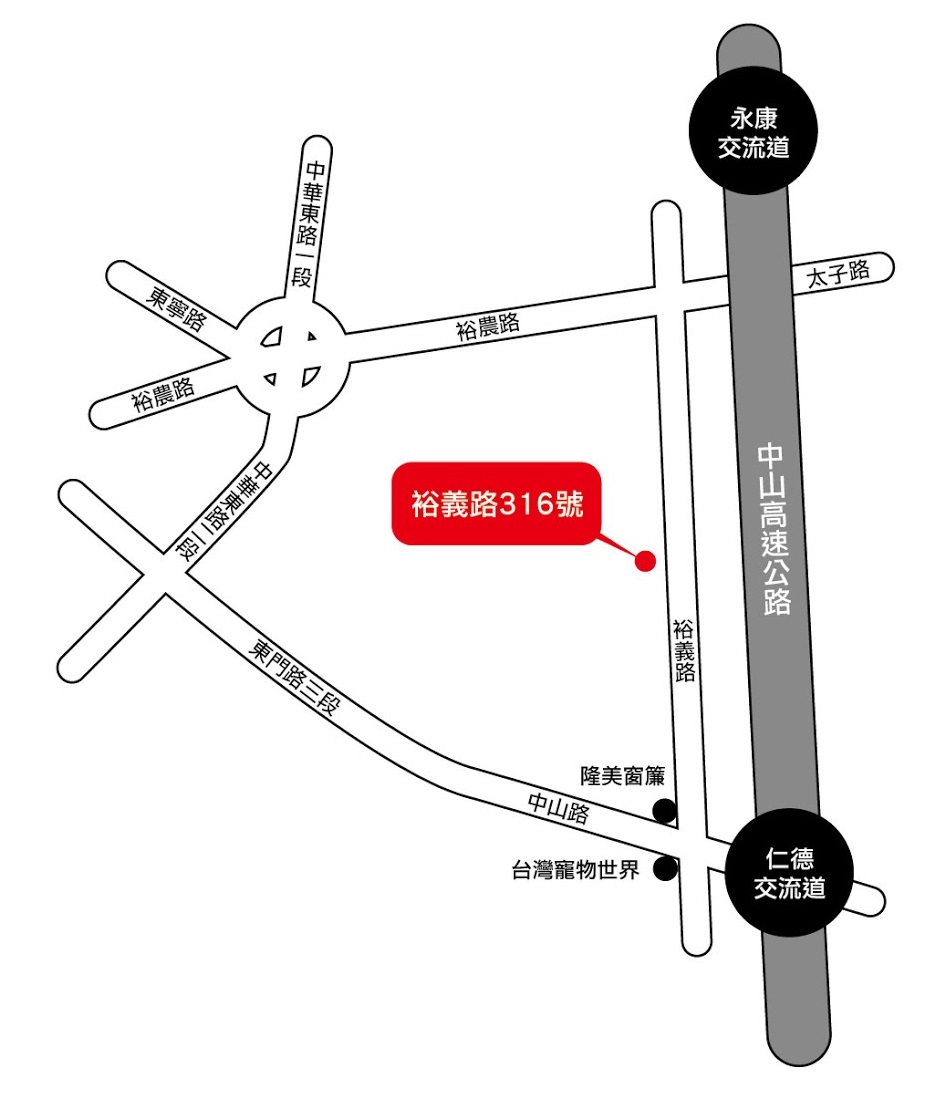 永康
交流道
中華東路一段
太子路
東寧路
裕農路
裕農路
中華東路二段
中山高速公路
裕義路316號
裕義路
東門路三段
隆美窗簾
中山路
台灣寵物世界
仁德
交流道